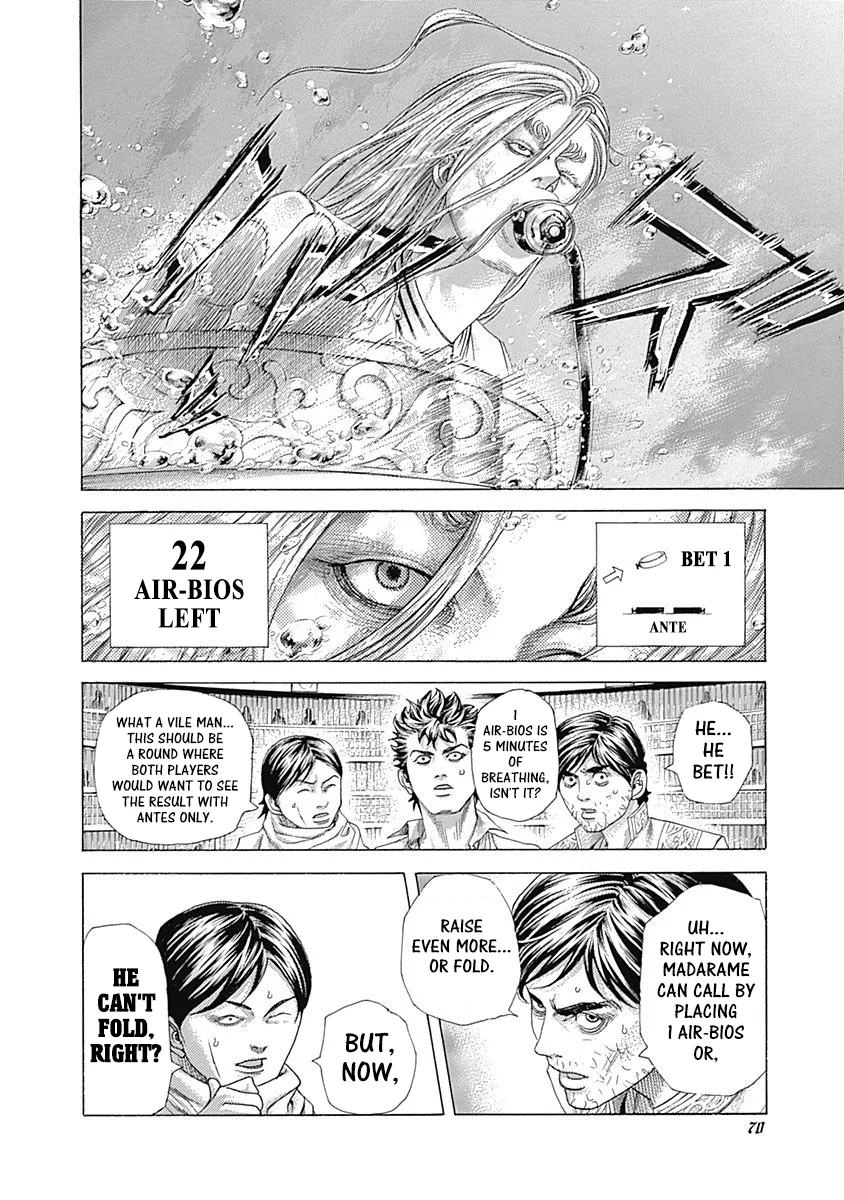 BET 1
ANTE
22
AIR-BIOS
LEFT
HE...
HE
BET!!
1
AIR-BIOS IS
5 MINUTES
OF
BREATHING,
ISN'T IT?
WHAT A VILE MAN...
THIS SHOULD BE
A ROUND WHERE
BOTH PLAYERS
WOULD WANT TO SEE
THE RESULT WITH
ANTES ONLY.
UH...
RIGHT NOW,
MADARAME
CAN CALL BY
PLACING
1 AIR-BIOS
OR,
RAISE
EVEN MORE...
OR FOLD.
BUT,
NOW,
HE
CAN'T
FOLD,
RIGHT?
70